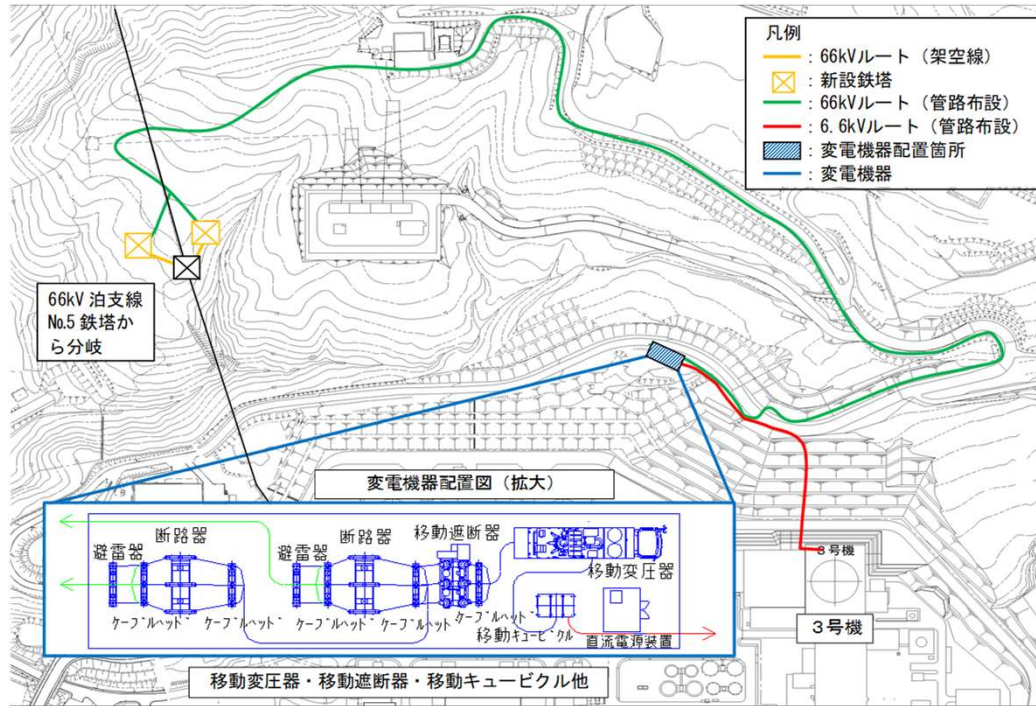 凡例
: 66kVルート（架空線）
: 新設鉄塔
: 66kVルート（管路布設）
: 6.6kVルート（管路布設）
: 変電機器配置箇所
: 変電機器
66kV 泊支線
No.5 鉄塔か
ら分岐
変電機器配置図（拡大）
断路器
避雷器
ｹｰﾌﾞﾙﾍｯﾄﾞ
ｹｰﾌﾞﾙﾍｯﾄﾞ
断路器
避雷器
移動遮断器
ｹｰﾌﾞﾙﾍｯﾄﾞ
ｹｰﾌﾞﾙﾍｯﾄﾞ
ｹｰﾌﾞﾙﾍｯﾄﾞ
移動変圧器
移動ｷｭｰﾋﾞｸﾙ
直流電源装置
3号機
３号機
移動変圧器・移動遮断器・移動キュービクル他